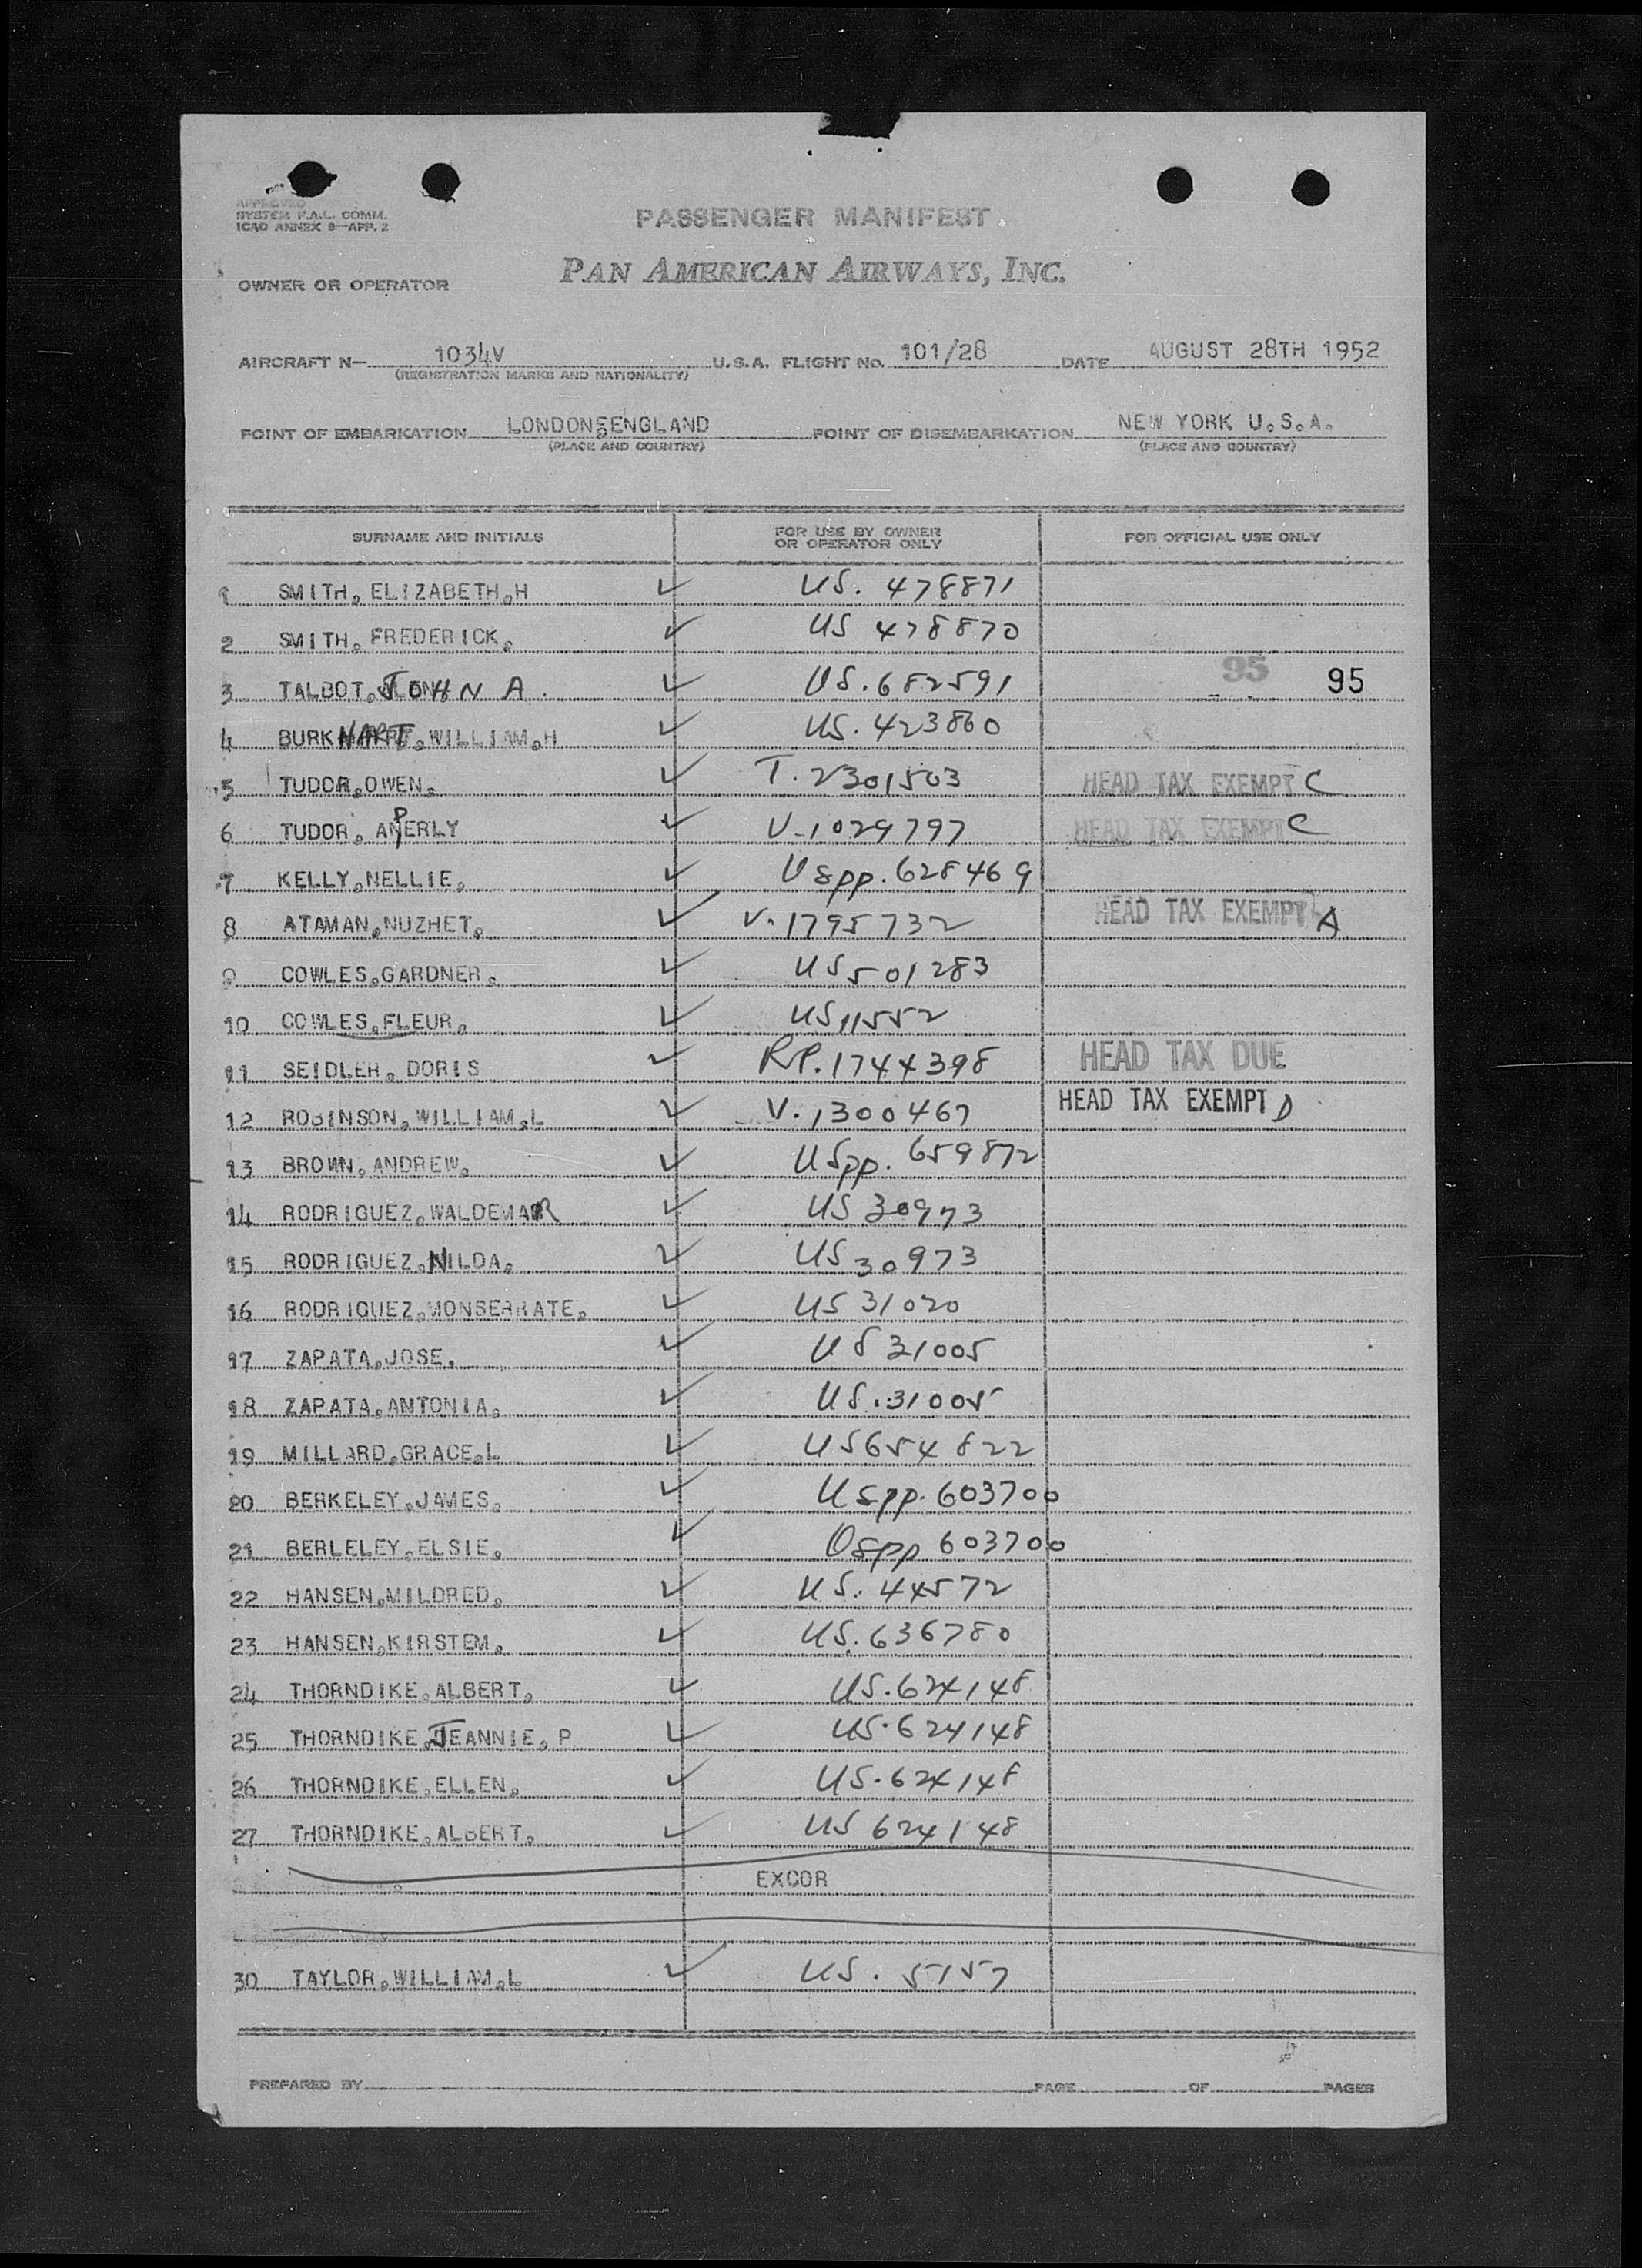 APPROVED
SYSTEM F.A.L. COMM.
ICAO ANNEX 9—APP. 2
PASSENGER MANIFEST
PAN AMERICAN AIRWAYS, INC.
OWNER OR OPERATOR
AIRCRAFT N— 1034V U.S.A. FLIGHT NO. 101/28 DATE AUGUST 28TH 1952
(REGISTRATION MARKS AND NATIONALITY)
POINT OF EMBARKATION LONDON,ENGLAND POINT OF DISEMBARKATION NEW YORK U.S.A.
(PLACE AND COUNTRY) (PLACE AND COUNTRY)
SURNAME AND INITIALS FOR USE BY OWNER OR OPERATOR ONLY FOR OFFICIAL USE ONLY
1 SMITH, ELIZABETH,H ✓ US. 478871
2 SMITH, FREDERICK, ✓ US 478870
3 TALBOT, JOHN A. ✓ US. 682591 95 95
4 BURKHART, WILLIAM,H ✓ US. 423860
5 TUDOR,OWEN, ✓ T. 2301503 HEAD TAX EXEMPT C
6 TUDOR, APERLY ✓ V-1029797 HEAD TAX EXEMPT C
7 KELLY,NELLIE, ✓ USpp. 628469
8 ATAMAN,NUZHET, ✓ V. 1795732 HEAD TAX EXEMPT A
9 COWLES,GARDNER, ✓ US 501283
10 COWLES,FLEUR, ✓ US 11552
11 SEIDLER, DORIS ✓ RP. 1744398 HEAD TAX DUE
12 ROBINSON,WILLIAM,L ✓ V. 1300467 HEAD TAX EXEMPT D
13 BROWN,ANDREW, ✓ USpp. 659872
14 RODRIGUEZ,WALDEMAR ✓ US 30973
15 RODRIGUEZ,NILDA, ✓ US 30973
16 RODRIGUEZ,MONSERRATE, ✓ US 31020
17 ZAPATA,JOSE, ✓ US 31005
18 ZAPATA,ANTONIA, ✓ US. 31005
19 MILLARD,GRACE,L ✓ US 654822
20 BERKELEY,JAMES, ✓ USpp. 603700
21 BERLELEY,ELSIE, ✓ USpp 603700
22 HANSEN,MILDRED, ✓ US. 44572
23 HANSEN,KIRSTEM, ✓ US. 636780
24 THORNDIKE,ALBERT, ✓ US. 624148
25 THORNDIKE,JEANNIE, P ✓ US. 624148
26 THORNDIKE,ELLEN, ✓ US. 624148
27 THORNDIKE,ALBERT, ✓ US 624148
EXCOR
30 TAYLOR,WILLIAM,L ✓ US. 5157
PREPARED BY PAGE OF PAGES